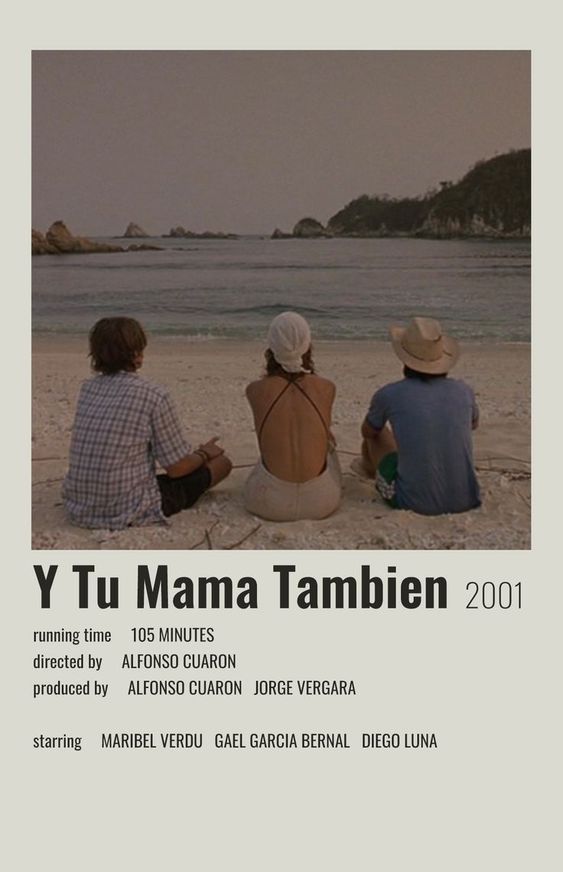 Y Tu Mama Tambien 2001
running time 105 MINUTES
directed by ALFONSO CUARON
produced by ALFONSO CUARON JORGE VERGARA
starring MARIBEL VERDU GAEL GARCIA BERNAL DIEGO LUNA